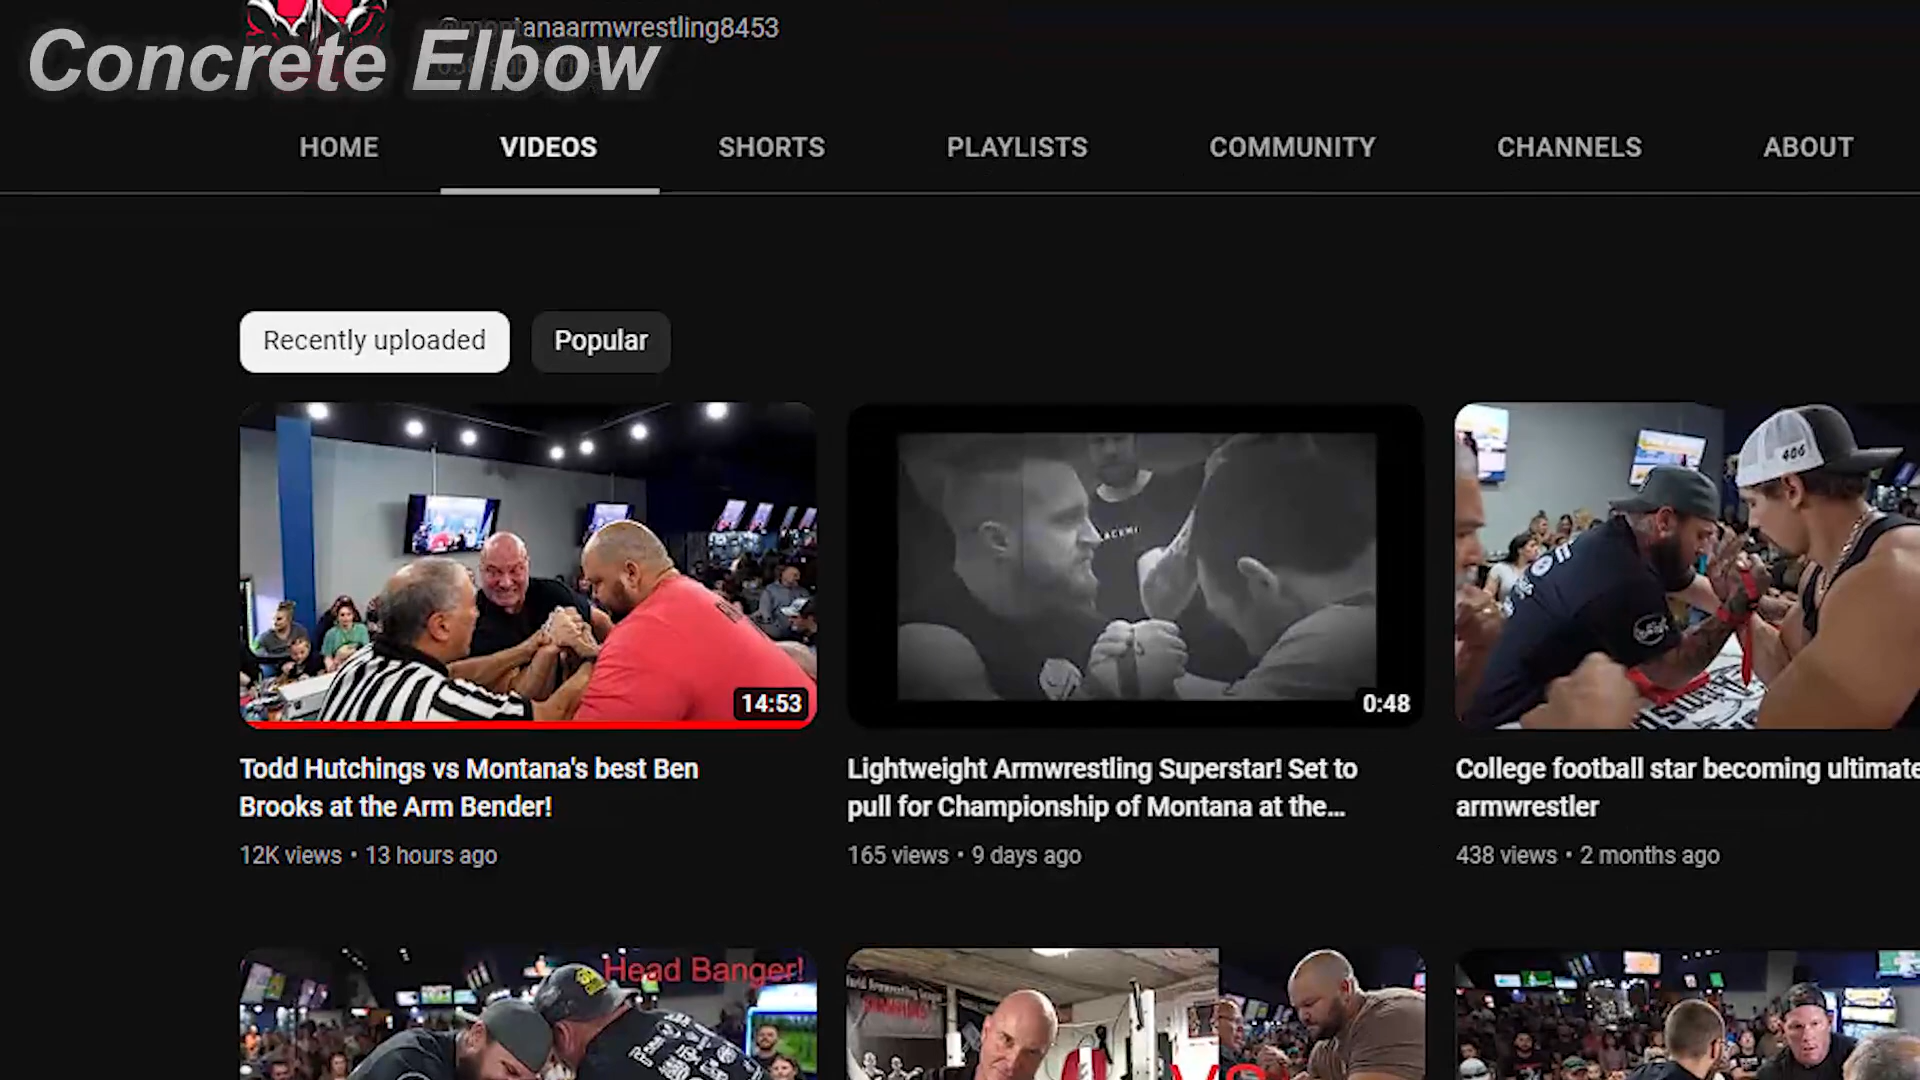 @montanaarmwrestling8453
Concrete Elbow
HOME VIDEOS SHORTS PLAYLISTS COMMUNITY CHANNELS ABOUT
Recently uploaded Popular
406
14:53
0:48
Todd Hutchings vs Montana's best Ben
Brooks at the Arm Bender!
12K views • 13 hours ago
Lightweight Armwrestling Superstar! Set to
pull for Championship of Montana at the...
165 views • 9 days ago
College football star becoming ultimate
armwrestler
438 views • 2 months ago
Head Banger!
VS